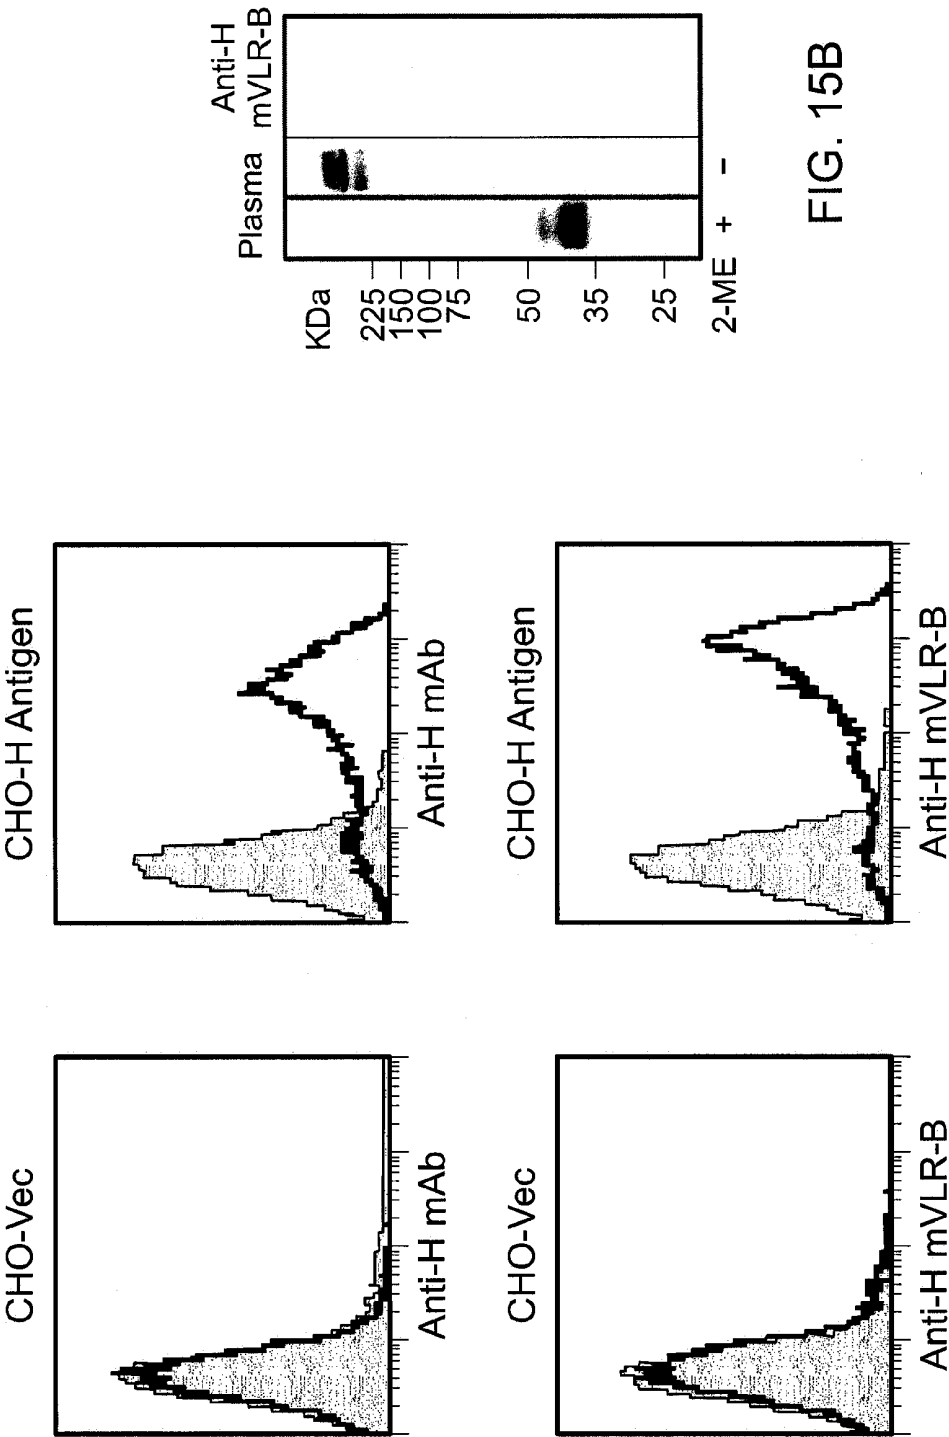 CHO-Vec
Anti-H mAb
CHO-H Antigen
Anti-H mAb
CHO-Vec
Anti-H mVLR-B
CHO-H Antigen
Anti-H mVLR-B
Anti-H
Plasma mVLR-B
KDa
225
150
100
75
50
35
25
2-ME + -
FIG. 15B